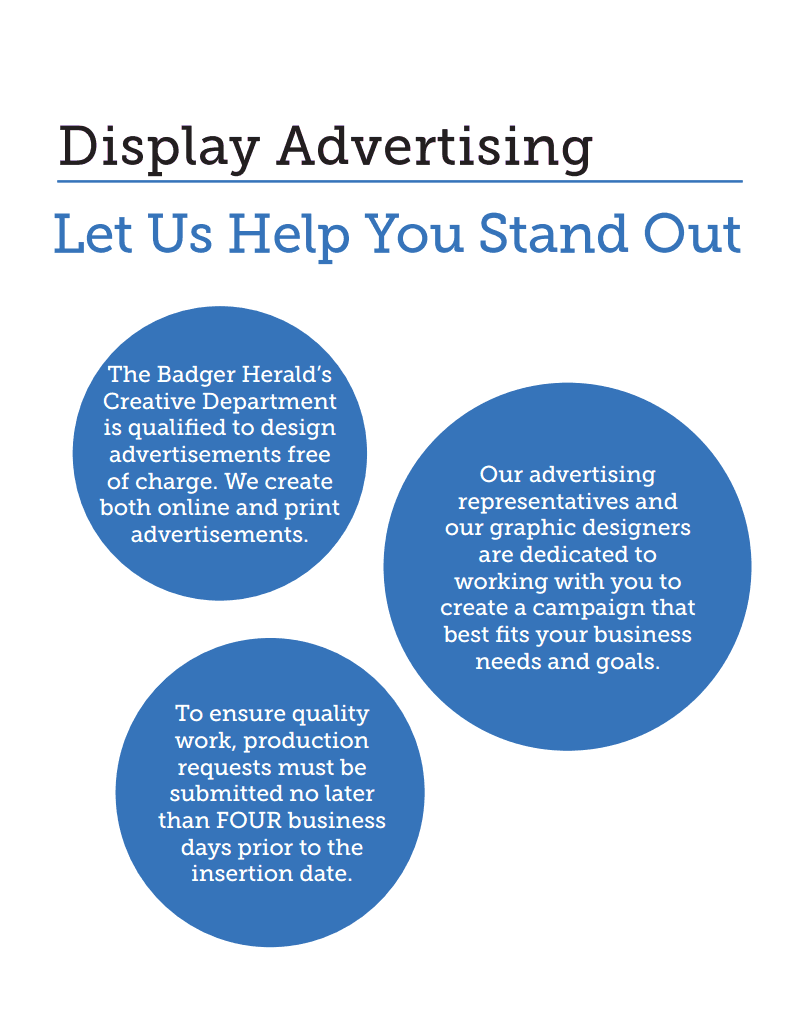 Display Advertising
Let Us Help You Stand Out
The Badger Herald’s
Creative Department
is qualified to design
advertisements free
of charge. We create
both online and print
advertisements.
Our advertising
representatives and
our graphic designers
are dedicated to
working with you to
create a campaign that
best fits your business
needs and goals.
To ensure quality
work, production
requests must be
submitted no later
than FOUR business
days prior to the
insertion date.